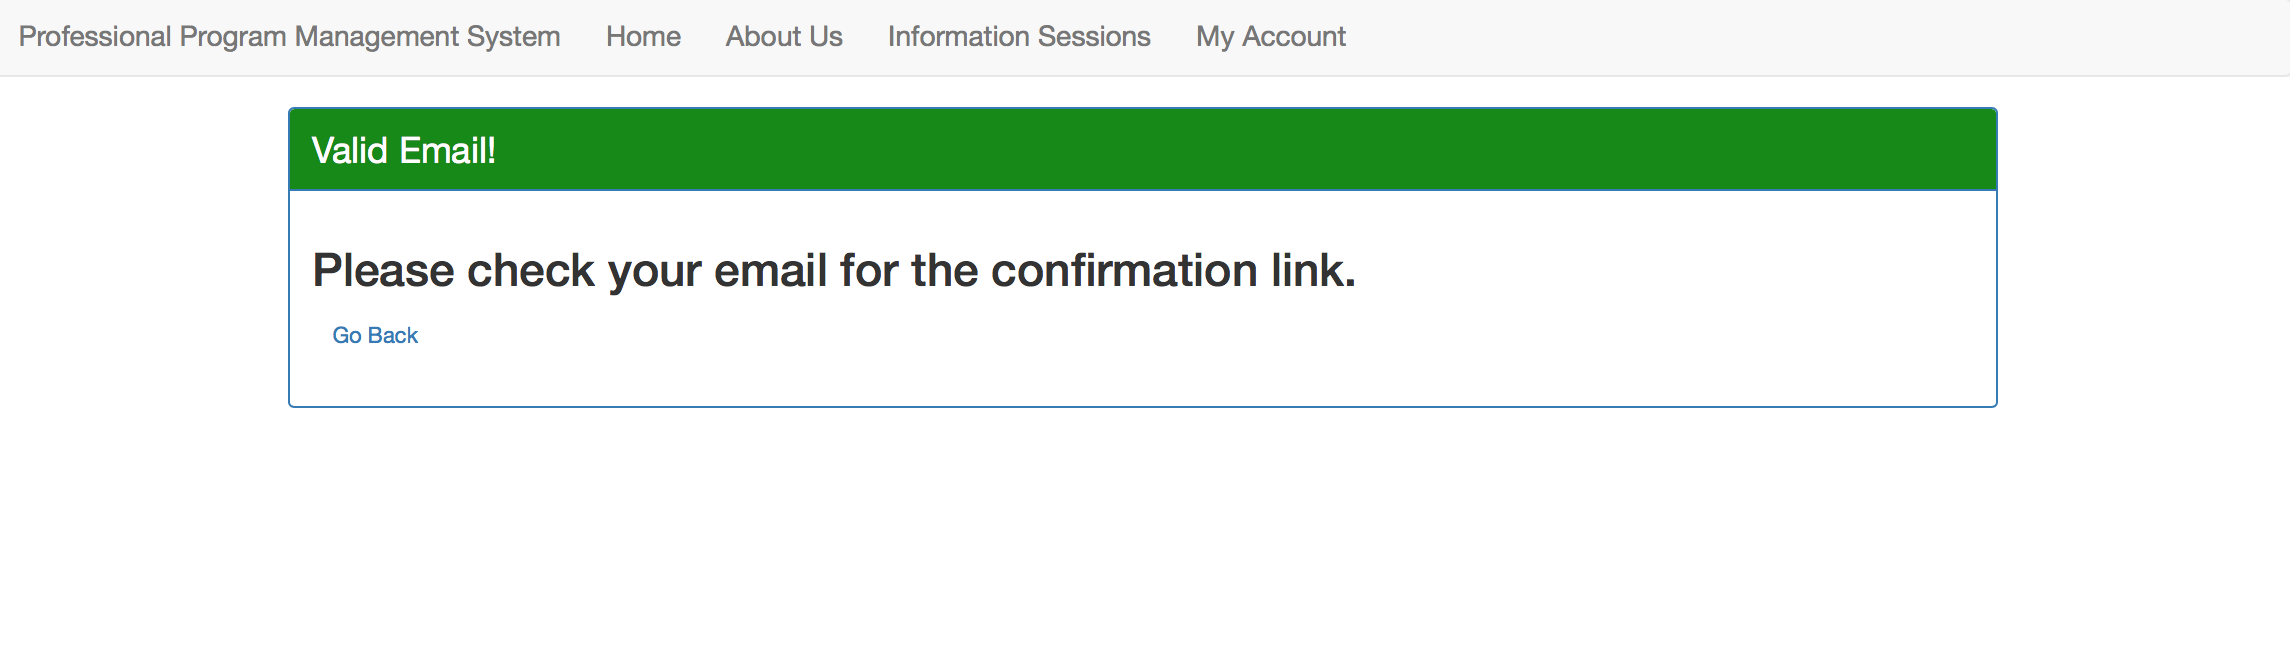 Professional Program Management System Home About Us Information Sessions My Account
Valid Email!
Please check your email for the confirmation link.
Go Back